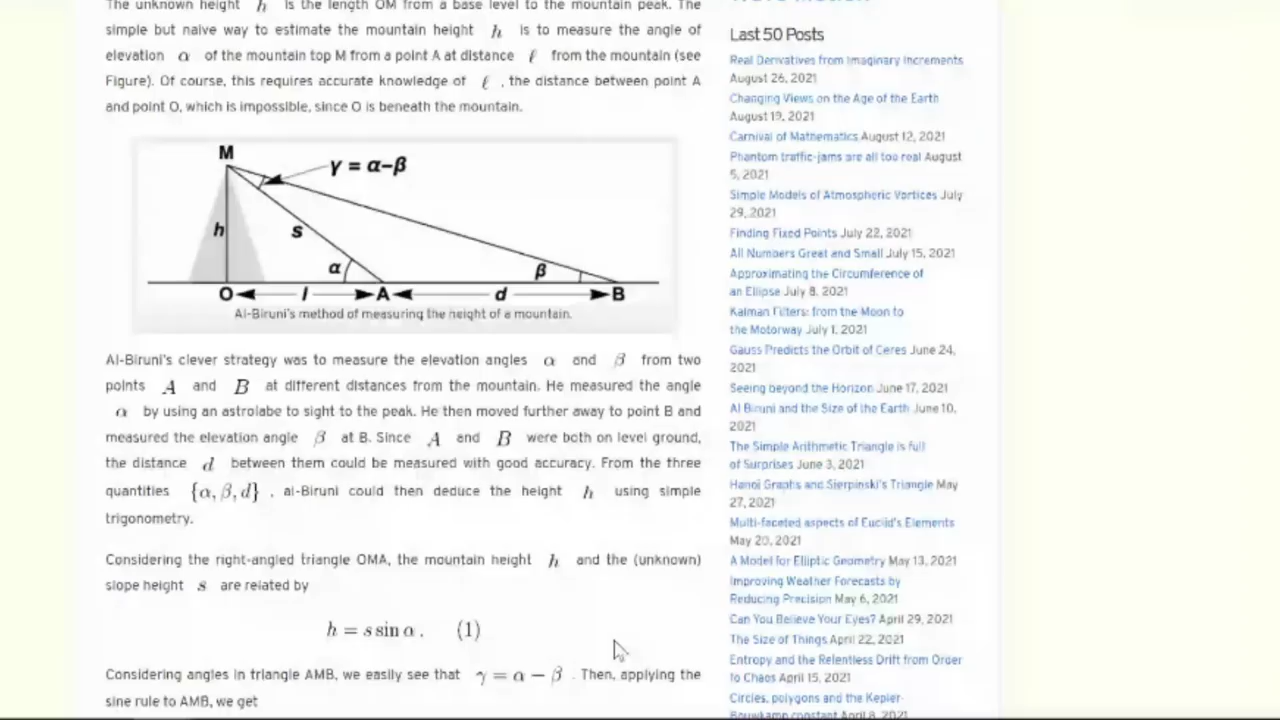 The unknown height h is the length OM from a base level to the mountain peak. The
simple but naive way to estimate the mountain height h is to measure the angle of
elevation α of the mountain top M from a point A at distance ℓ from the mountain (see
Figure). Of course, this requires accurate knowledge of ℓ , the distance between point A
and point O, which is impossible, since O is beneath the mountain.
M
γ = α–β
h
s
α
β
O
l
A
d
B
Al-Biruni's method of measuring the height of a mountain.
Al-Biruni's clever strategy was to measure the elevation angles α and β from two
points A and B at different distances from the mountain. He measured the angle
α by using an astrolabe to sight to the peak. He then moved further away to point B and
measured the elevation angle β at B. Since A and B were both on level ground,
the distance d between them could be measured with good accuracy. From the three
quantities {α, β, d} , al-Biruni could then deduce the height h using simple
trigonometry.
Considering the right-angled triangle OMA, the mountain height h and the (unknown)
slope height s are related by
h = s sin α . (1)
Considering angles in triangle AMB, we easily see that γ = α − β . Then, applying the
sine rule to AMB, we get
Last 50 Posts
Real Derivatives from Imaginary Increments
August 26, 2021
Changing Views on the Age of the Earth
August 19, 2021
Carnival of Mathematics August 12, 2021
Phantom traffic-jams are all too real August
5, 2021
Simple Models of Atmospheric Vortices July
29, 2021
Finding Fixed Points July 22, 2021
All Numbers Great and Small July 15, 2021
Approximating the Circumference of
an Ellipse July 8, 2021
Kalman Filters: from the Moon to
the Motorway July 1, 2021
Gauss Predicts the Orbit of Ceres June 24,
2021
Seeing beyond the Horizon June 17, 2021
Al Biruni and the Size of the Earth June 10,
2021
The Simple Arithmetic Triangle is full
of Surprises June 3, 2021
Hanoi Graphs and Sierpinski's Triangle May
27, 2021
Multi-faceted aspects of Euclid's Elements
May 20, 2021
A Model for Elliptic Geometry May 13, 2021
Improving Weather Forecasts by
Reducing Precision May 6, 2021
Can You Believe Your Eyes? April 29, 2021
The Size of Things April 22, 2021
Entropy and the Relentless Drift from Order
to Chaos April 15, 2021
Circles, polygons and the Kepler-
Bouwkamp constant April 8, 2021